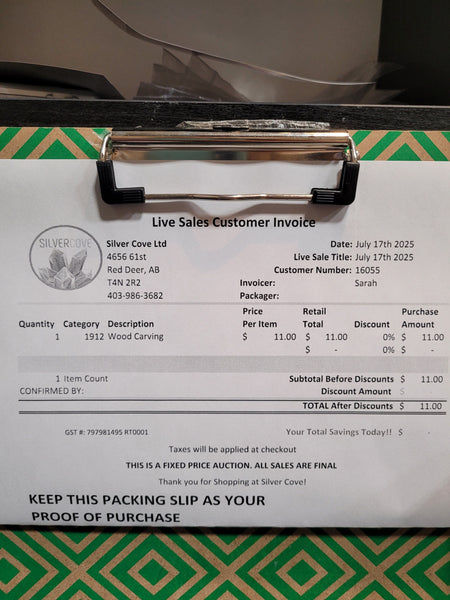 Live Sales Customer Invoice
SILVERCOVE
Silver Cove Ltd
4656 61st
Red Deer, AB
T4N 2R2
403-986-3682
Date: July 17th 2025
Live Sale Title: July 17th 2025
Customer Number: 16055
Invoicer: Sarah
Packager:
Quantity Category Description Price Per Item Retail Total Discount Purchase Amount
1 1912 Wood Carving $ 11.00 $ 11.00 0% $ 11.00
$ - 0% $ -
1 Item Count Subtotal Before Discounts $ 11.00
CONFIRMED BY: Discount Amount $
TOTAL After Discounts $ 11.00
GST #: 797981495 RT0001 Your Total Savings Today!! $ -
Taxes will be applied at checkout
THIS IS A FIXED PRICE AUCTION. ALL SALES ARE FINAL
Thank you for Shopping at Silver Cove!
KEEP THIS PACKING SLIP AS YOUR
PROOF OF PURCHASE